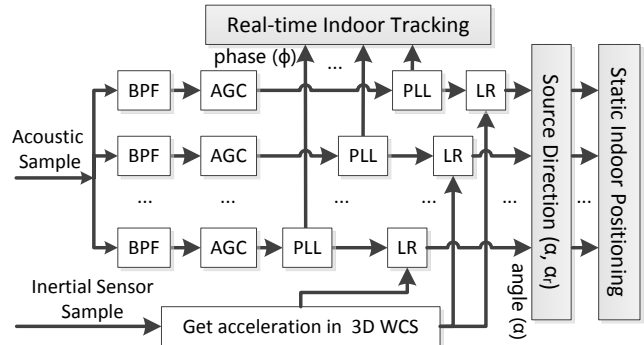 Real-time Indoor Tracking
phase (ϕ)
...
BPF
AGC
PLL
LR
Acoustic
Sample
BPF
AGC
PLL
LR
...
...
...
BPF
AGC
PLL
LR
Source Direction (α, αr)
Static Indoor Positioning
angle (α)
Inertial Sensor
Sample
Get acceleration in 3D WCS